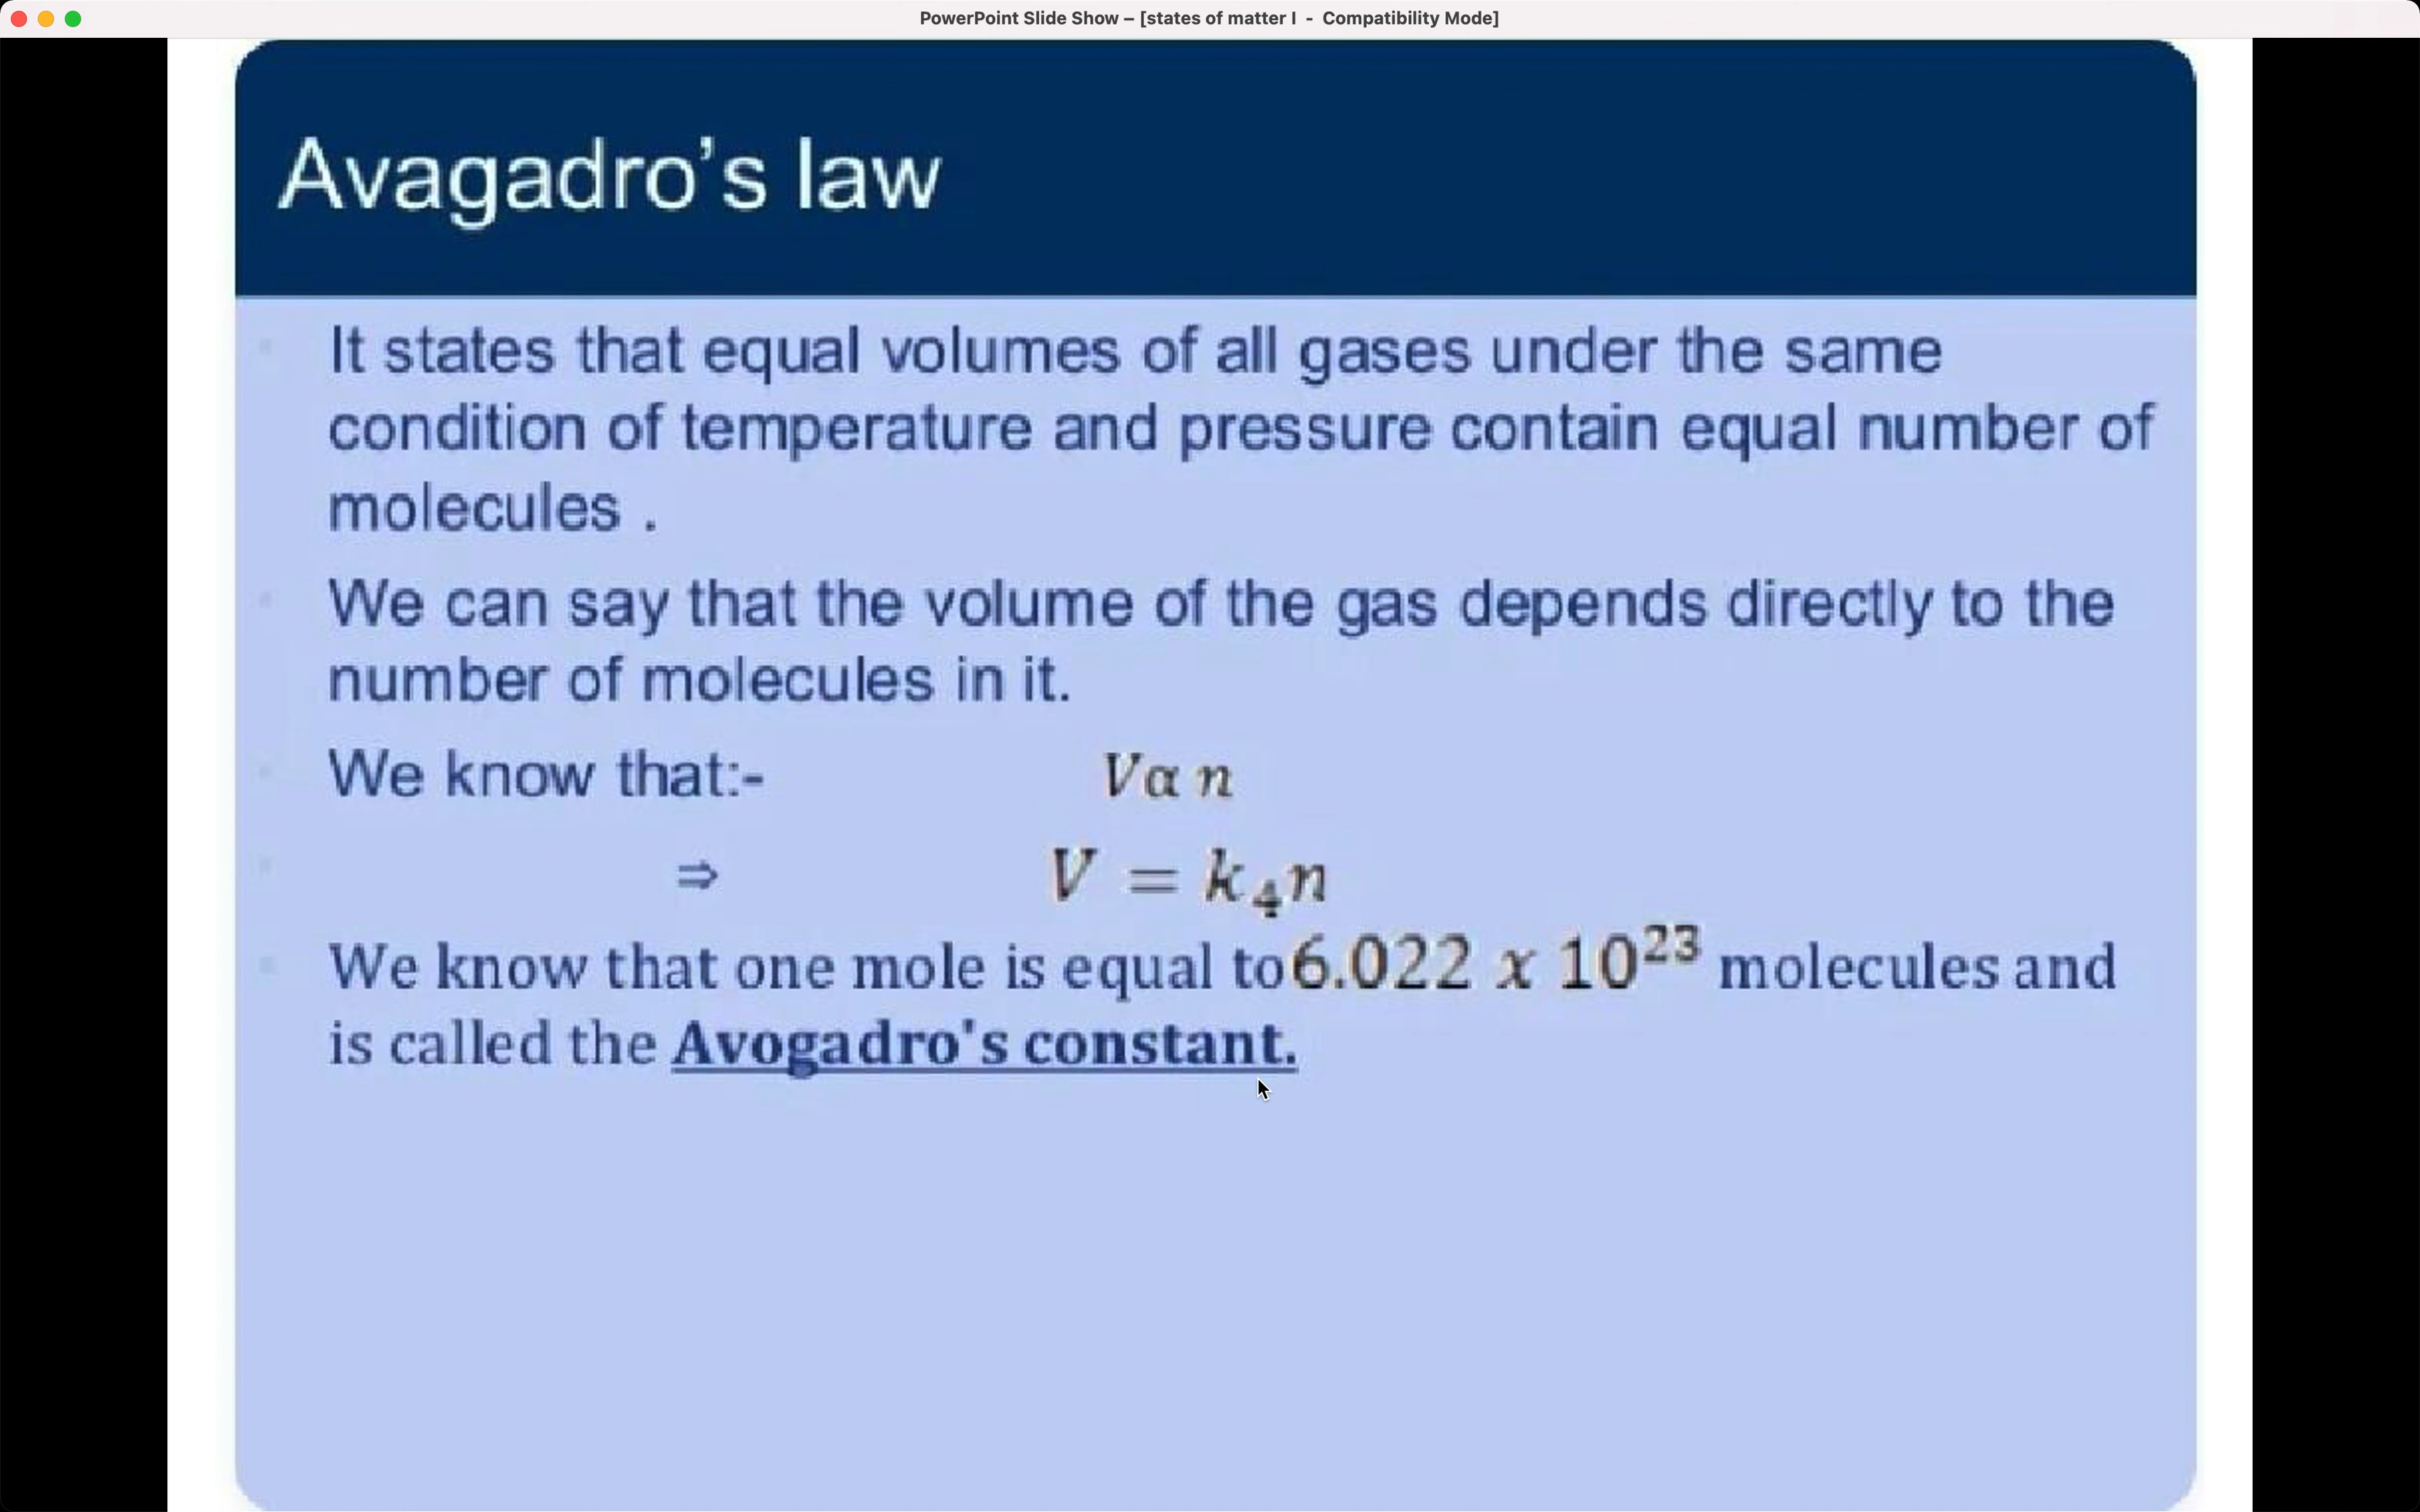 PowerPoint Slide Show – [states of matter I - Compatibility Mode]
Avagadro’s law
It states that equal volumes of all gases under the same
condition of temperature and pressure contain equal number of
molecules .
We can say that the volume of the gas depends directly to the
number of molecules in it.
We know that:- Vα n
⇒ V = k₄n
We know that one mole is equal to 6.022 x 10²³ molecules and
is called the Avogadro's constant.